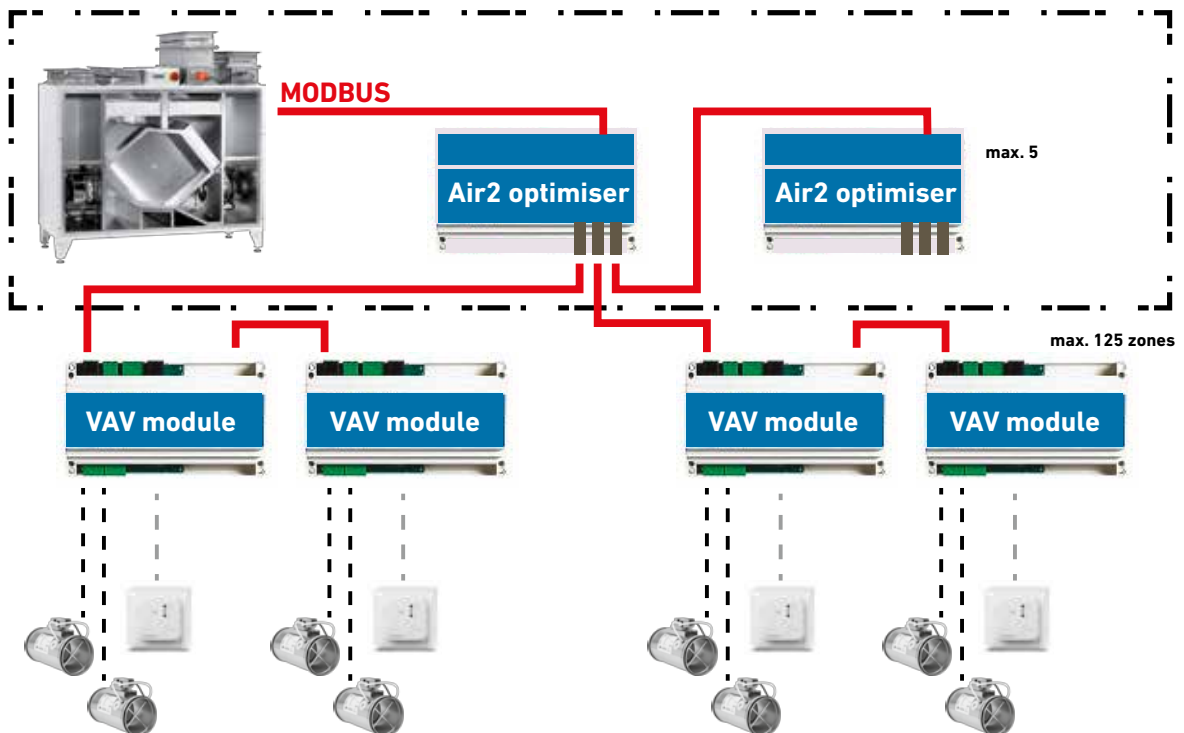 MODBUS
max. 5
Air2 optimiser
Air2 optimiser
max. 125 zones
VAV module
VAV module
VAV module
VAV module